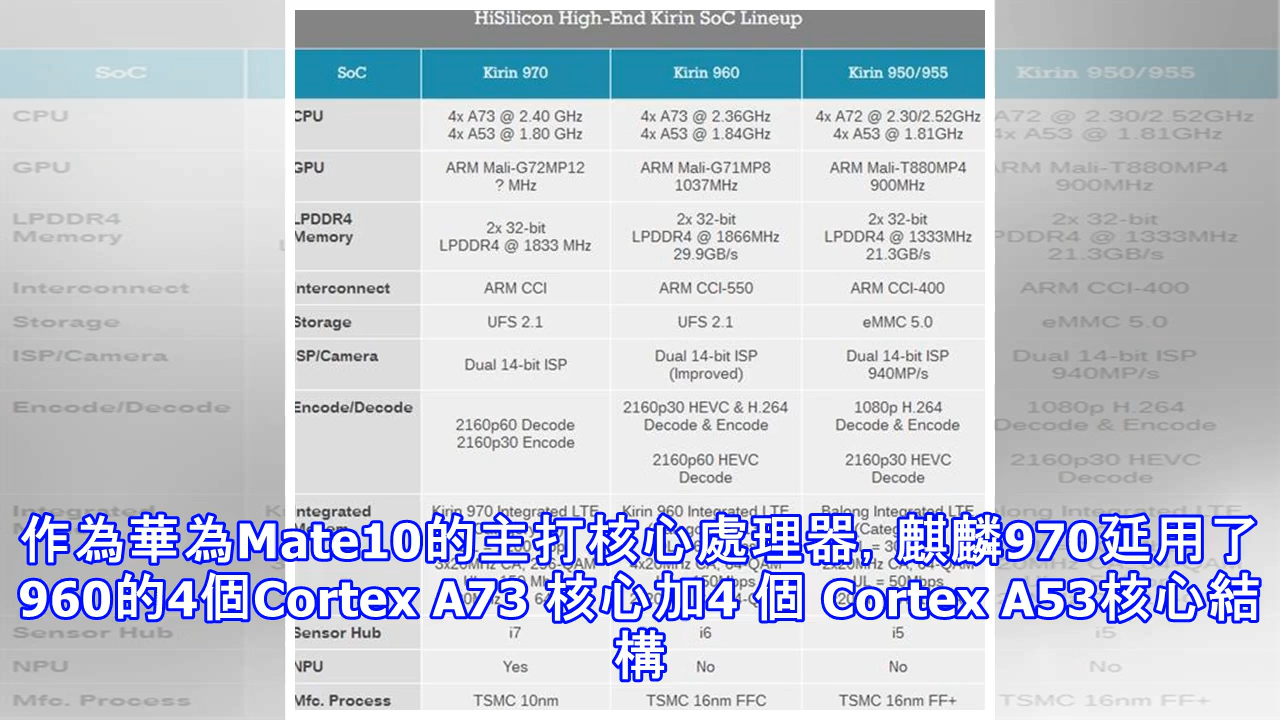 HiSilicon High-End Kirin SoC Lineup
SoC Kirin 970 Kirin 960 Kirin 950/955
CPU 4x A73 @ 2.40 GHz 4x A73 @ 2.36GHz 4x A72 @ 2.30/2.52GHz
4x A53 @ 1.80 GHz 4x A53 @ 1.84GHz 4x A53 @ 1.81GHz
GPU ARM Mali-G72MP12 ARM Mali-G71MP8 ARM Mali-T880MP4
? MHz 1037MHz 900MHz
LPDDR4 Memory 2x 32-bit 2x 32-bit 2x 32-bit
LPDDR4 @ 1833 MHz LPDDR4 @ 1866MHz LPDDR4 @ 1333MHz
29.9GB/s 21.3GB/s
Interconnect ARM CCI ARM CCI-550 ARM CCI-400
Storage UFS 2.1 UFS 2.1 eMMC 5.0
ISP/Camera Dual 14-bit ISP Dual 14-bit ISP Dual 14-bit ISP
(Improved) 940MP/s
Encode/Decode 2160p30 HEVC & H.264 1080p H.264
2160p60 Decode Decode & Encode Decode & Encode
2160p30 Encode
2160p60 HEVC 2160p30 HEVC
Decode Decode
Integrated Kirin 970 Integrated LTE Kirin 960 Integrated LTE Balong Integrated LTE
作為華為Mate10的主打核心處理器, 麒麟970延用了
960的4個Cortex A73 核心加4 個 Cortex A53核心結
構
Sensor Hub i7 i6 i5
NPU Yes No No
Mfc. Process TSMC 10nm TSMC 16nm FFC TSMC 16nm FF+